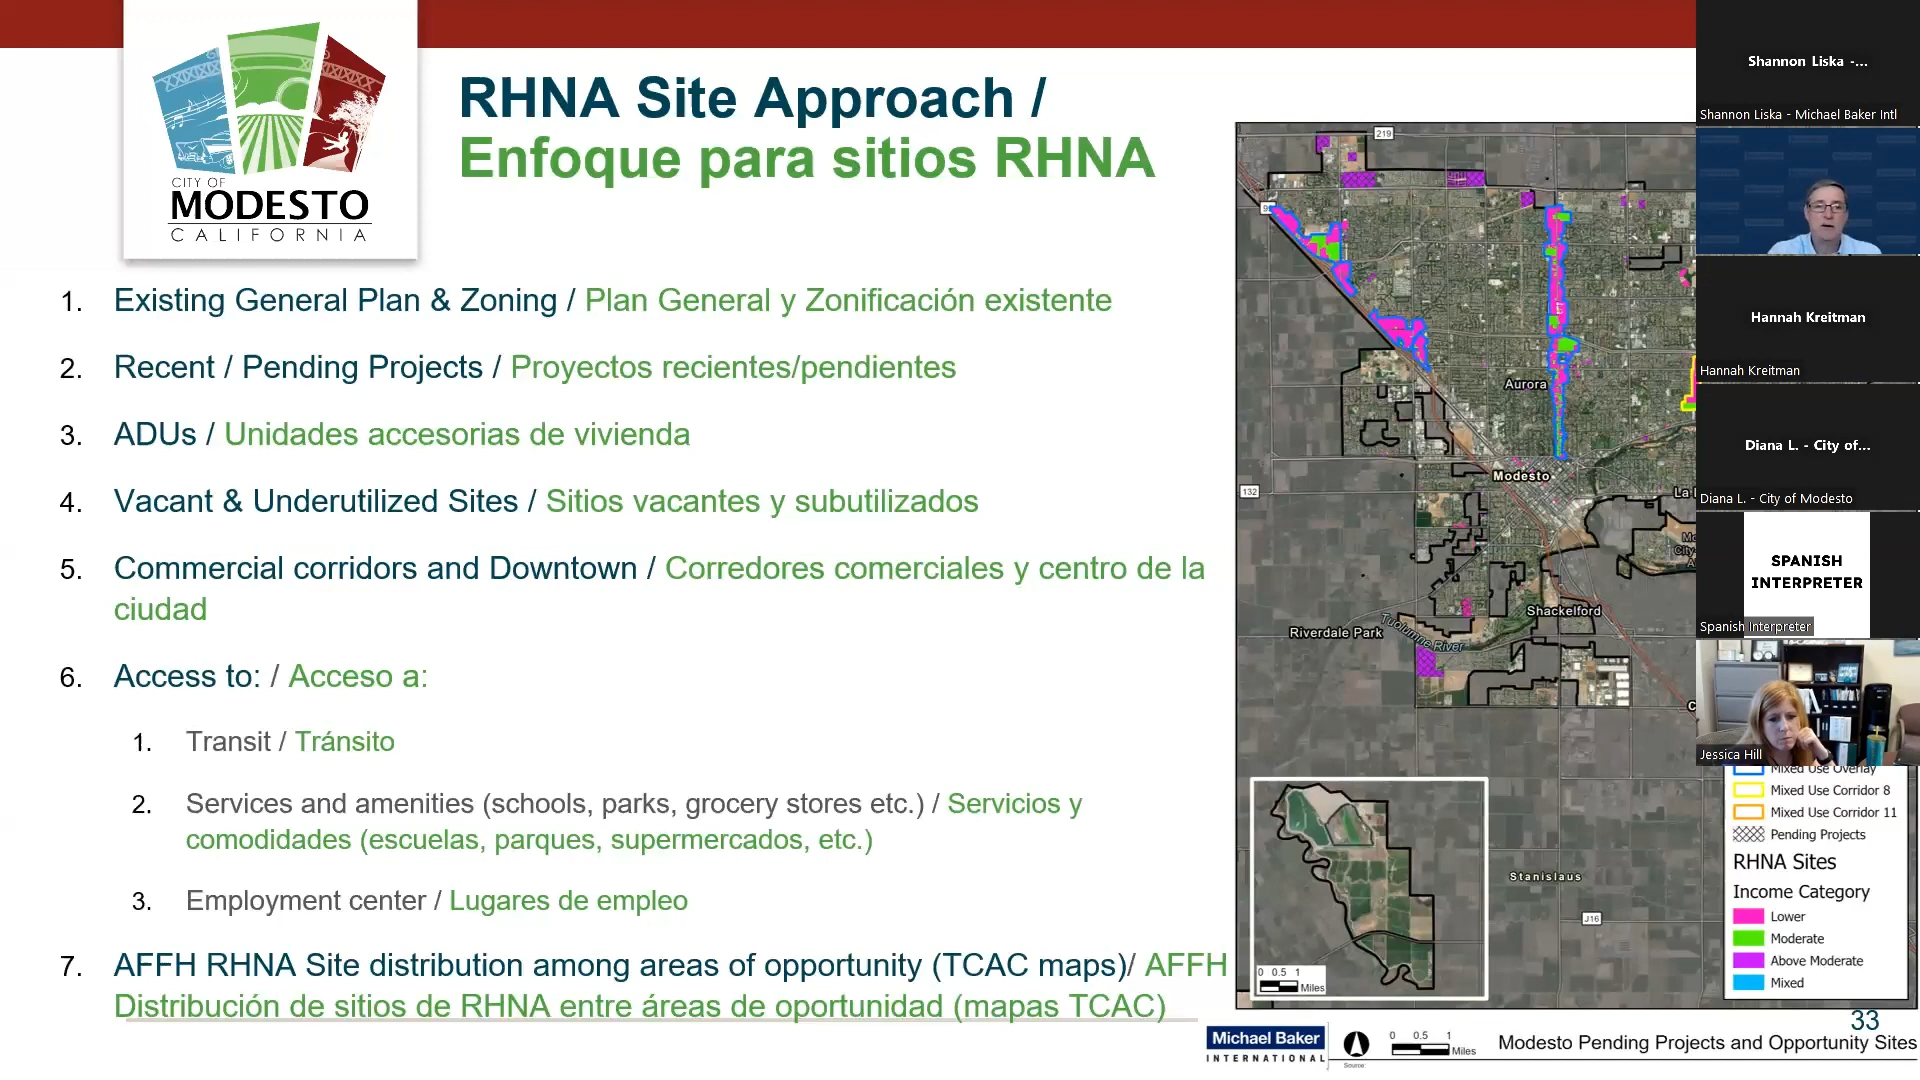 CITY OF
MODESTO
CALIFORNIA
RHNA Site Approach /
Enfoque para sitios RHNA
1. Existing General Plan & Zoning / Plan General y Zonificación existente
2. Recent / Pending Projects / Proyectos recientes/pendientes
3. ADUs / Unidades accesorias de vivienda
4. Vacant & Underutilized Sites / Sitios vacantes y subutilizados
5. Commercial corridors and Downtown / Corredores comerciales y centro de la
ciudad
6. Access to: / Acceso a:
1. Transit / Tránsito
2. Services and amenities (schools, parks, grocery stores etc.) / Servicios y
comodidades (escuelas, parques, supermercados, etc.)
3. Employment center / Lugares de empleo
7. AFFH RHNA Site distribution among areas of opportunity (TCAC maps)/ AFFH
Distribución de sitios de RHNA entre áreas de oportunidad (mapas TCAC)
219
Aurora
Modesto
132
La
Shackelford
Riverdale Park
Tuolumne River
Stanislaus
J16
0 0.5 1
Miles
Mixed Use Overlay
Mixed Use Corridor 8
Mixed Use Corridor 11
Pending Projects
RHNA Sites
Income Category
Lower
Moderate
Above Moderate
Mixed
33
Michael Baker
INTERNATIONAL
Source:
0 0.5 1
Miles
Modesto Pending Projects and Opportunity Sites
Shannon Liska -...
Shannon Liska - Michael Baker Intl
Hannah Kreitman
Hannah Kreitman
Diana L. - City of...
Diana L. - City of Modesto
SPANISH
INTERPRETER
Spanish Interpreter
Jessica Hill